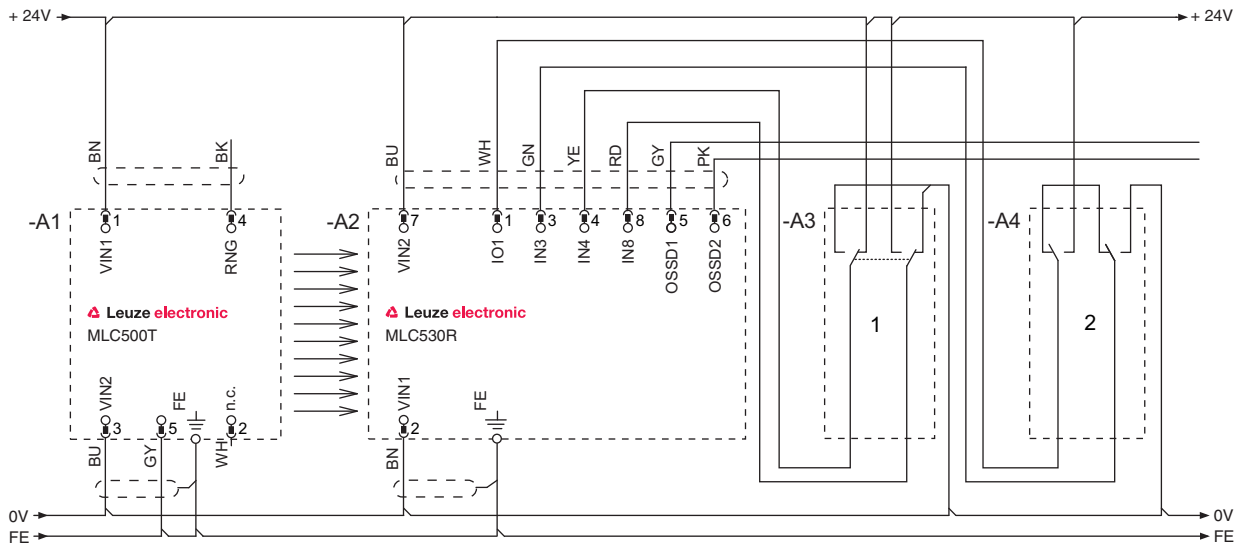 + 24V
+ 24V
BN
BK
BU
WH
GN
YE
RD
GY
PK
-A1
1
4
-A2
7
1
3
4
8
5
6
-A3
-A4
VIN1
RNG
VIN2
IO1
IN3
IN4
IN8
OSSD1
OSSD2
Leuze electronic
MLC500T
Leuze electronic
MLC530R
1
2
VIN2
FE
n.c.
VIN1
FE
3
5
2
2
BU
GY
WH
BN
0V
0V
FE
FE